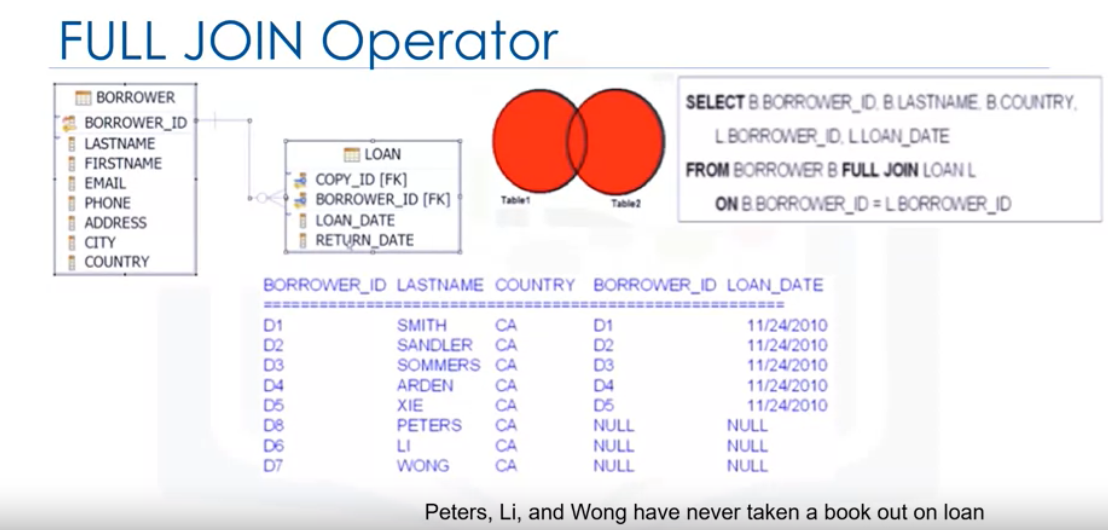 FULL JOIN Operator
BORROWER
BORROWER_ID
LASTNAME
FIRSTNAME
EMAIL
PHONE
ADDRESS
CITY
COUNTRY
LOAN
COPY_ID [FK]
BORROWER_ID [FK]
LOAN_DATE
RETURN_DATE
Table1
Table2
SELECT B.BORROWER_ID, B.LASTNAME, B.COUNTRY,
L.BORROWER_ID, L.LOAN_DATE
FROM BORROWER B FULL JOIN LOAN L
ON B.BORROWER_ID = L.BORROWER_ID
BORROWER_ID LASTNAME COUNTRY BORROWER_ID LOAN_DATE
========================================================
D1 SMITH CA D1 11/24/2010
D2 SANDLER CA D2 11/24/2010
D3 SOMMERS CA D3 11/24/2010
D4 ARDEN CA D4 11/24/2010
D5 XIE CA D5 11/24/2010
D8 PETERS CA NULL NULL
D6 LI CA NULL NULL
D7 WONG CA NULL NULL
Peters, Li, and Wong have never taken a book out on loan